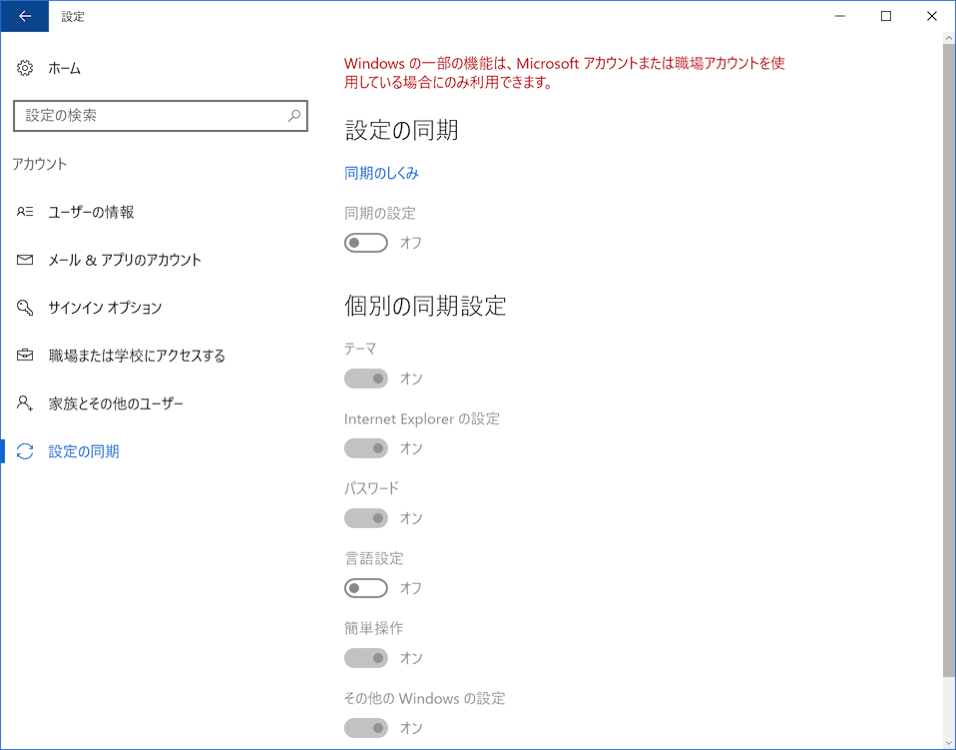 設定
ホーム
設定の検索
アカウント
ユーザーの情報
メール & アプリのアカウント
サインイン オプション
職場または学校にアクセスする
家族とその他のユーザー
設定の同期
Windows の一部の機能は、Microsoft アカウントまたは職場アカウントを使
用している場合にのみ利用できます。
設定の同期
同期のしくみ
同期の設定
オフ
個別の同期設定
テーマ
オン
Internet Explorer の設定
オン
パスワード
オン
言語設定
オフ
簡単操作
オン
その他の Windows の設定
オン